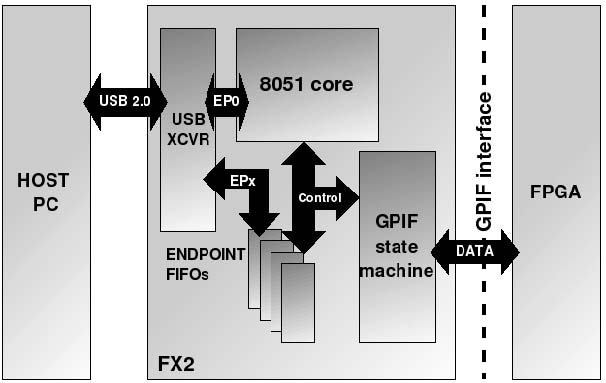 HOST
PC
USB 2.0
USB
XCVR
EP0
8051 core
EPx
Control
ENDPOINT
FIFOs
GPIF
state
machine
FX2
DATA
GPIF interface
FPGA